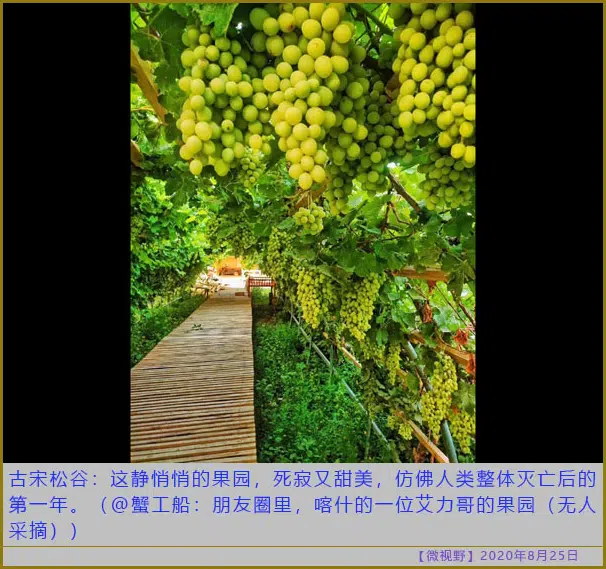 古宋松谷：这静悄悄的果园，死寂又甜美，仿佛人类整体灭亡后的
第一年。（@蟹工船：朋友圈里，喀什的一位艾力哥的果园（无人
采摘））
【微视野】2020年8月25日